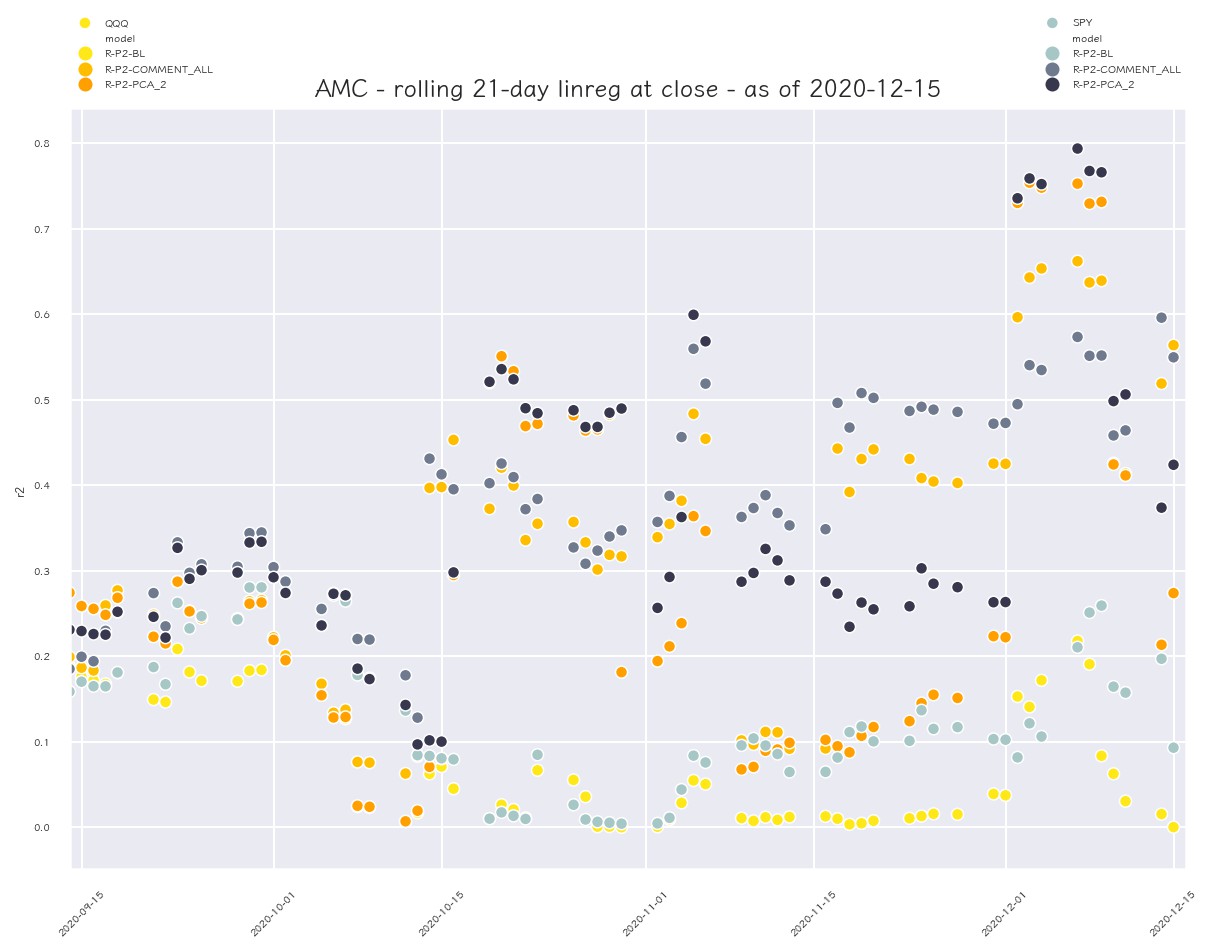 QQQ
model
R-P2-BL
R-P2-COMMENT_ALL
R-P2-PCA_2
SPY
model
R-P2-BL
R-P2-COMMENT_ALL
R-P2-PCA_2
AMC - rolling 21-day linreg at close - as of 2020-12-15
0.8
0.7
0.6
0.5
0.4
0.3
0.2
0.1
0.0
r2
2020-09-15
2020-10-01
2020-10-15
2020-11-01
2020-11-15
2020-12-01
2020-12-15